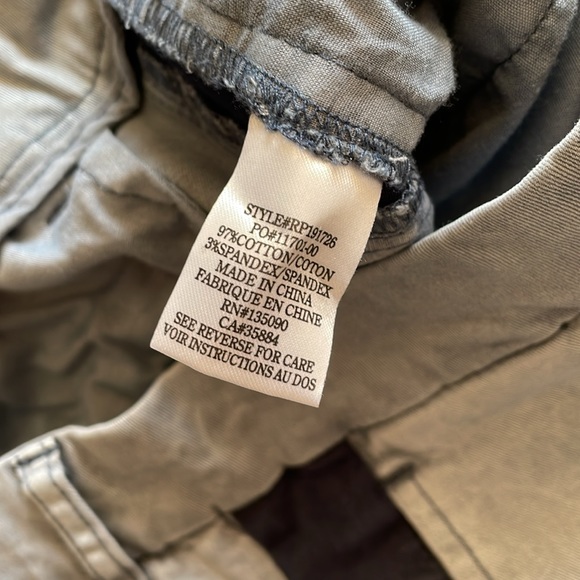 STYLE#RP191726
PO#11701-00
97%COTTON/COTON
3%SPANDEX/SPANDEX
MADE IN CHINA
FABRIQUE EN CHINE
RN#135090
CA#35884
SEE REVERSE FOR CARE
VOIR INSTRUCTIONS AU DOS